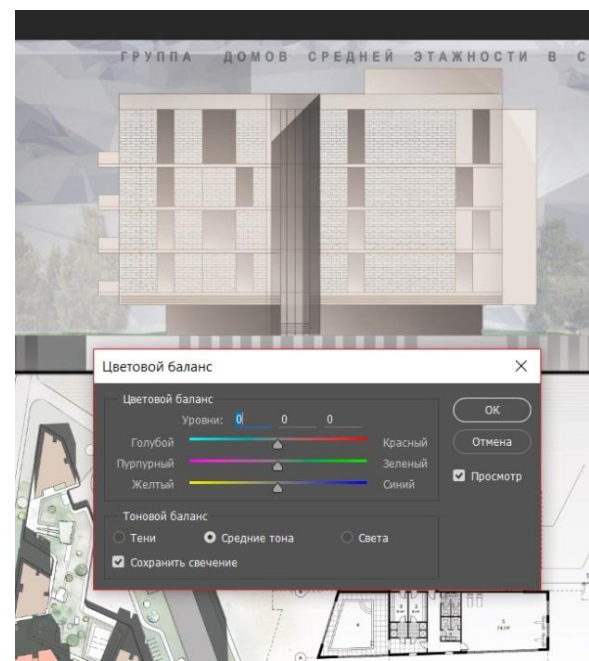 ГРУППА ДОМОВ СРЕДНЕЙ ЭТАЖНОСТИ В С
Цветовой баланс
Цветовой баланс
Уровни: 0 0 0
Голубой Красный
Пурпурный Зеленый
Желтый Синий
Тоновой баланс
Тени Средние тона Света
Сохранить свечение
OK
Отмена
Просмотр